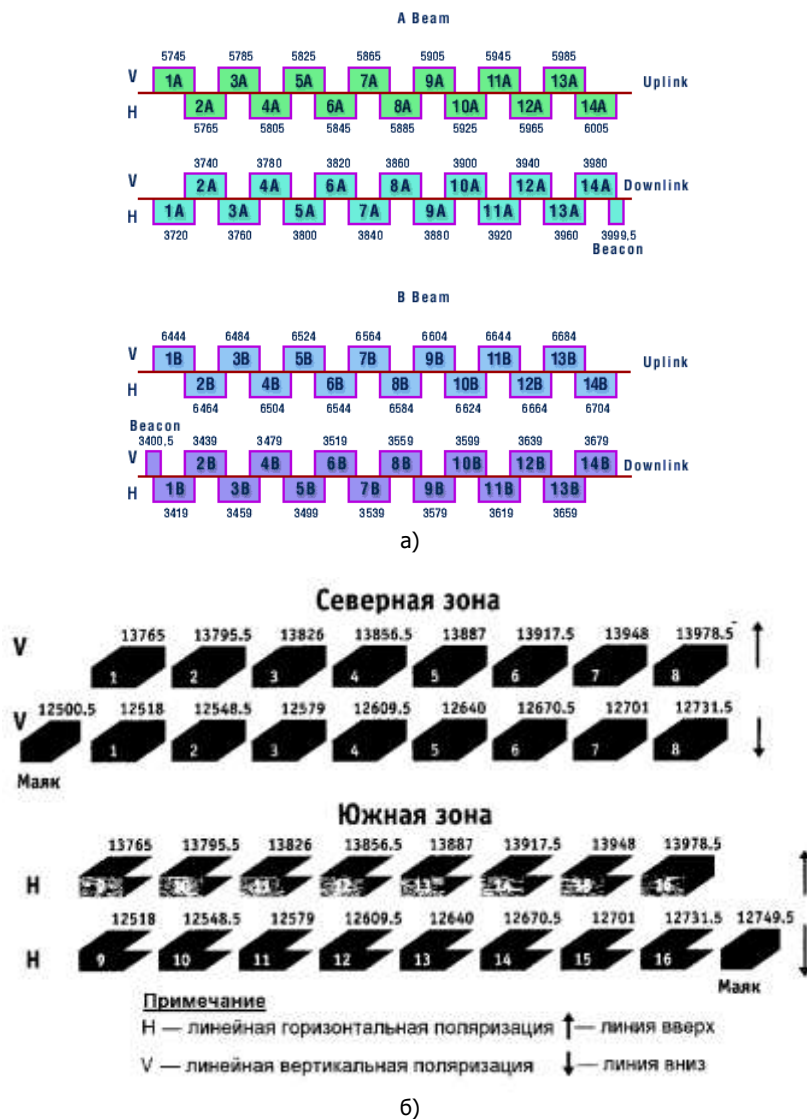 A Beam
5745 5785 5825 5865 5905 5945 5985
V 1A 3A 5A 7A 9A 11A 13A Uplink
H 2A 4A 6A 8A 10A 12A 14A
5765 5805 5845 5885 5925 5965 6005
3740 3780 3820 3860 3900 3940 3980
V 2A 4A 6A 8A 10A 12A 14A Downlink
H 1A 3A 5A 7A 9A 11A 13A
3720 3760 3800 3840 3880 3920 3960 3999,5
Beacon
B Beam
6444 6484 6524 6564 6604 6644 6684
V 1B 3B 5B 7B 9B 11B 13B Uplink
H 2B 4B 6B 8B 10B 12B 14B
6464 6504 6544 6584 6624 6664 6704
Beacon
3400,5 3439 3479 3519 3559 3599 3639 3679
V 2B 4B 6B 8B 10B 12B 14B Downlink
H 1B 3B 5B 7B 9B 11B 13B
3419 3459 3499 3539 3579 3619 3659
а)
Северная зона
13765 13795.5 13826 13856.5 13887 13917.5 13948 13978.5
V 1 2 3 4 5 6 7 8
12500.5 12518 12548.5 12579 12609.5 12640 12670.5 12701 12731.5
V 1 2 3 4 5 6 7 8
Маяк
Южная зона
13765 13795.5 13826 13856.5 13887 13917.5 13948 13978.5
H 9 10 11 12 13 14 15 16
12518 12548.5 12579 12609.5 12640 12670.5 12701 12731.5 12749.5
H 9 10 11 12 13 14 15 16
Маяк
Примечание
H — линейная горизонтальная поляризация ↑ — линия вверх
V — линейная вертикальная поляризация ↓ — линия вниз
б)